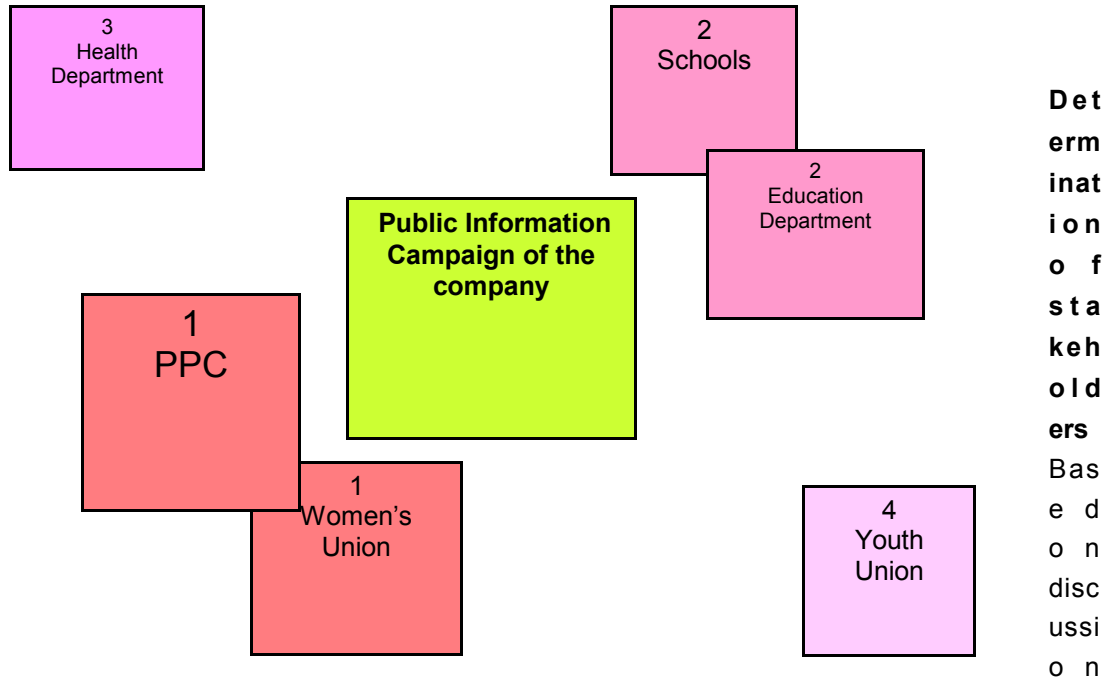 3
Health
Department
2
Schools
2
Education
Department
Public Information
Campaign of the
company
1
PPC
1
Women’s
Union
4
Youth
Union
Det
erm
inat
ion
of
sta
keh
old
ers
Bas
ed
on
disc
ussi
on